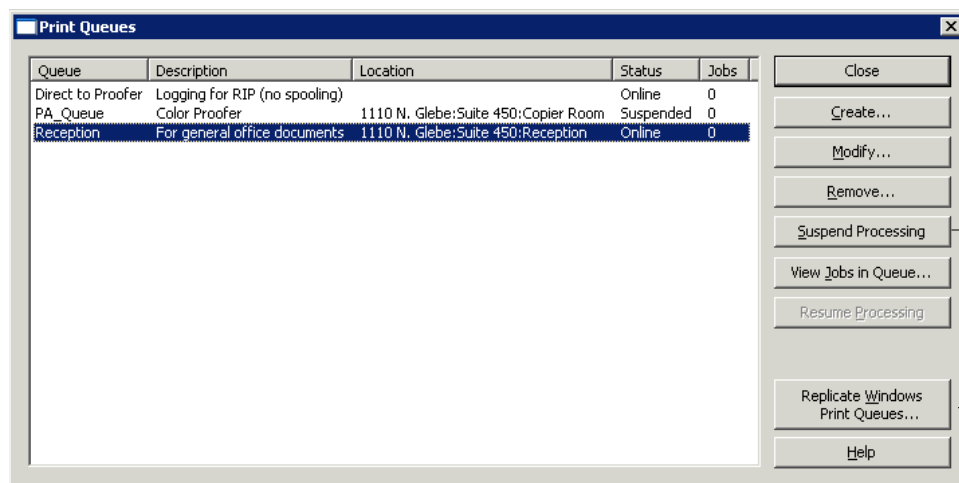 Print Queues
Queue Description Location Status Jobs
Direct to Proofer Logging for RIP (no spooling) Online 0
PA_Queue Color Proofer 1110 N. Glebe:Suite 450:Copier Room Suspended 0
Reception For general office documents 1110 N. Glebe:Suite 450:Reception Online 0
Close
Create...
Modify...
Remove...
Suspend Processing
View Jobs in Queue...
Resume Processing
Replicate Windows
Print Queues...
Help